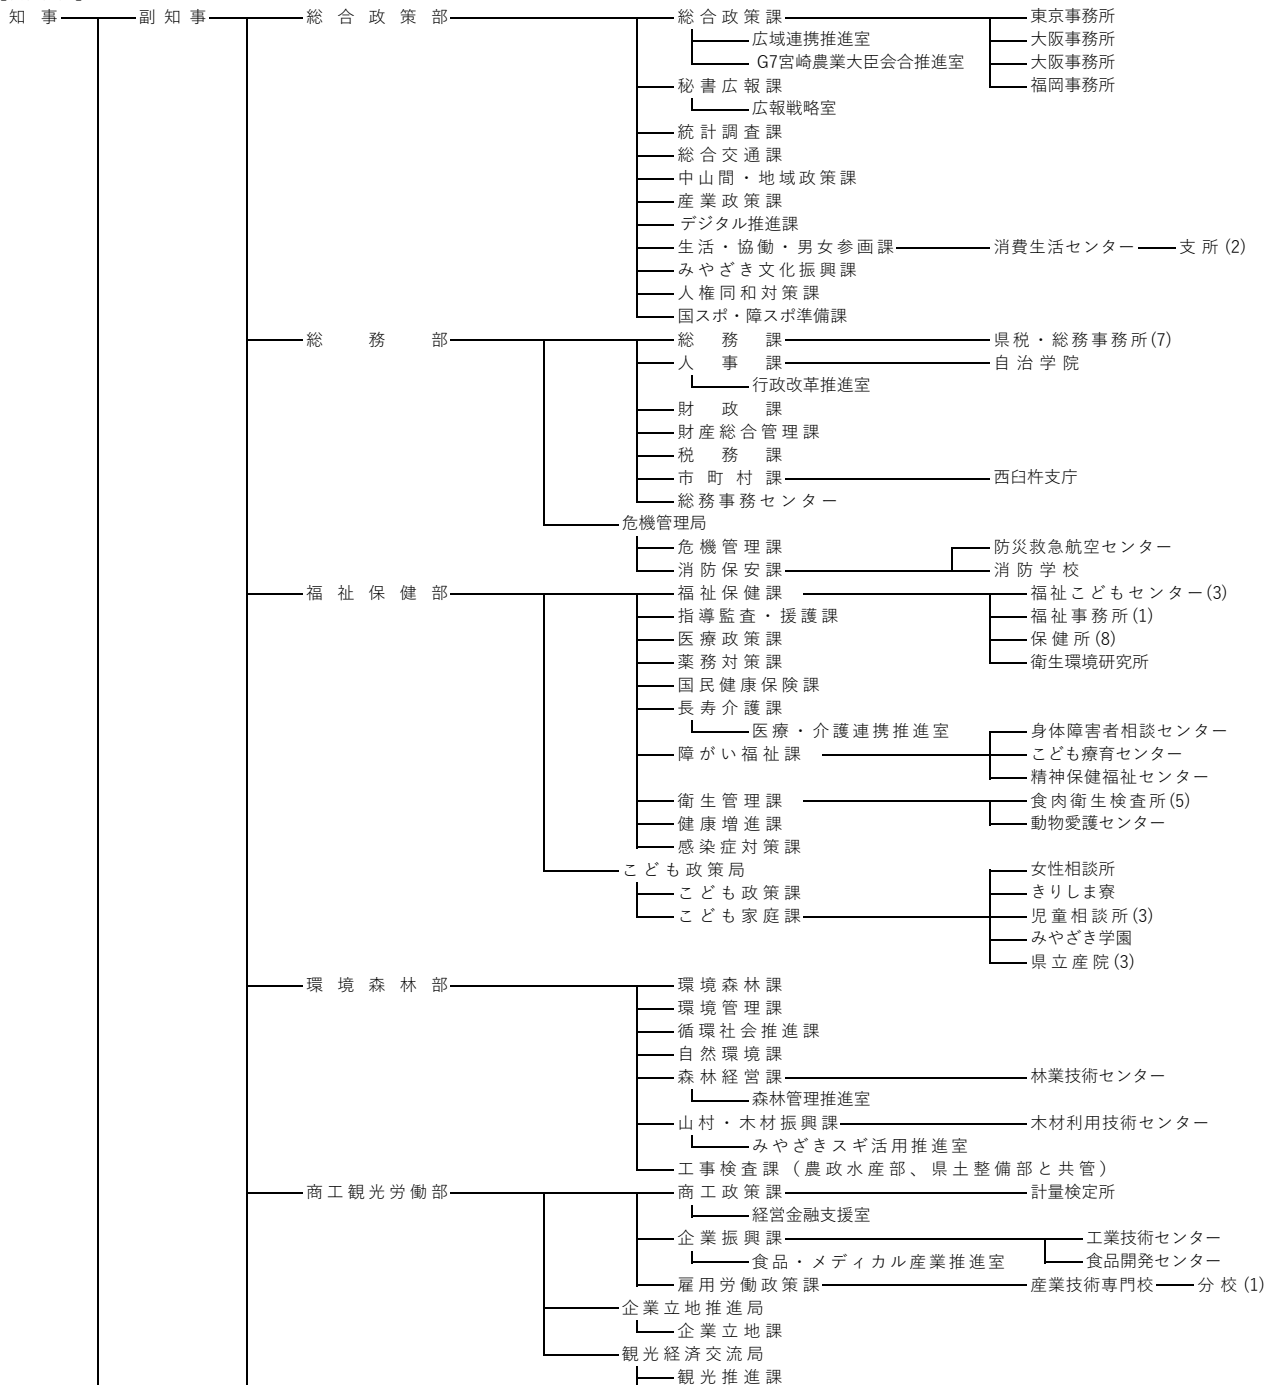 知事 副知事 総合政策部 総合政策課 東京事務所
広域連携推進室 大阪事務所
G7宮崎農業大臣会合推進室 大阪事務所
秘書広報課 福岡事務所
広報戦略室
統計調査課
総合交通課
中山間・地域政策課
産業政策課
デジタル推進課
生活・協働・男女参画課 消費生活センター 支所(2)
みやざき文化振興課
人権同和対策課
国スポ・障スポ準備課
総務部 総務課 県税・総務事務所(7)
人事課 自治学院
行政改革推進室
財政課
財産総合管理課
税務課
市町村課 西臼杵支庁
総務事務センター
危機管理局
危機管理課 防災救急航空センター
消防保安課 消防学校
福祉保健部 福祉保健課 福祉こどもセンター(3)
指導監査・援護課 福祉事務所(1)
医療政策課 保健所(8)
薬務対策課 衛生環境研究所
国民健康保険課
長寿介護課
医療・介護連携推進室 身体障害者相談センター
障がい福祉課 こども療育センター
精神保健福祉センター
衛生管理課 食肉衛生検査所(5)
健康増進課 動物愛護センター
感染症対策課
こども政策局 女性相談所
こども政策課 きりしま寮
こども家庭課 児童相談所(3)
みやざき学園
県立産院(3)
環境森林部 環境森林課
環境管理課
循環社会推進課
自然環境課
森林経営課 林業技術センター
森林管理推進室
山村・木材振興課 木材利用技術センター
みやざきスギ活用推進室
工事検査課(農政水産部、県土整備部と共管)
商工観光労働部 商工政策課 計量検定所
経営金融支援室
企業振興課 工業技術センター
食品・メディカル産業推進室 食品開発センター
雇用労働政策課 産業技術専門校 分校(1)
企業立地推進局
企業立地課
観光経済交流局
観光推進課